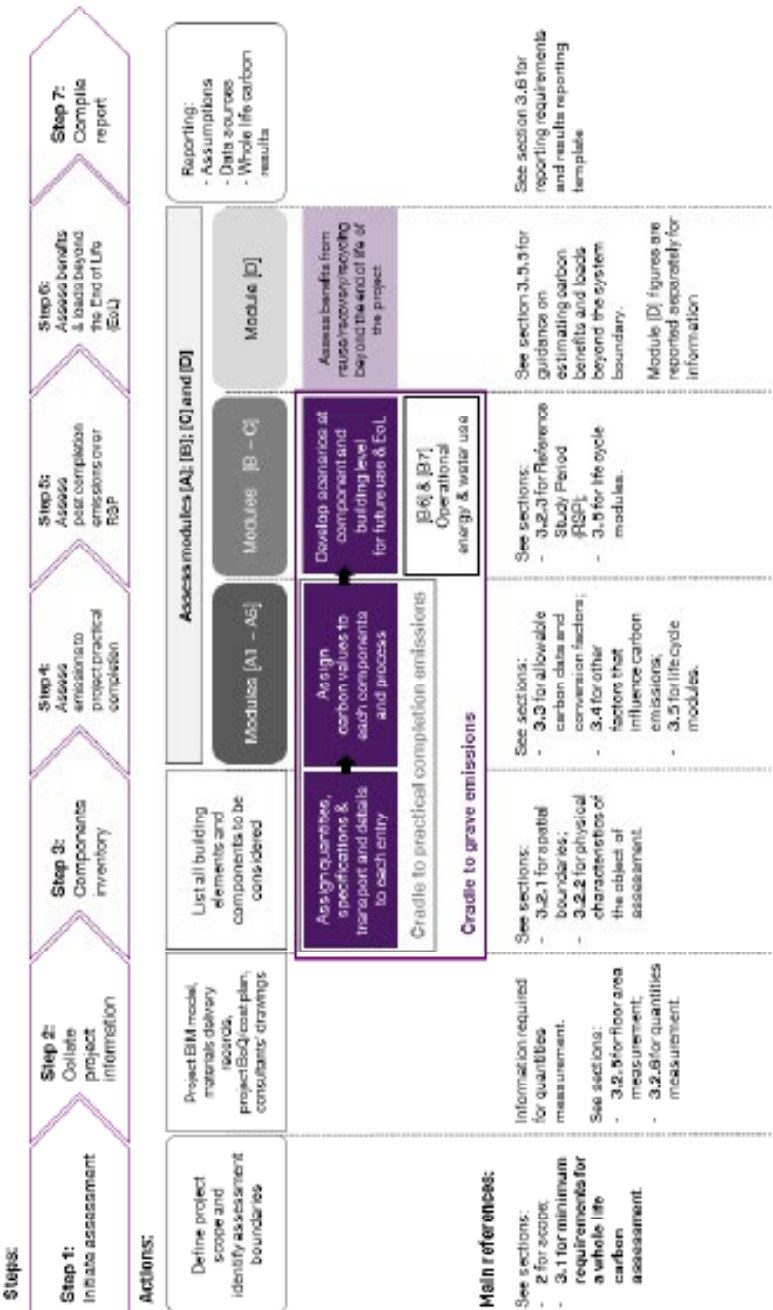 Steps:
Step 1:
Initiate assessment
Step 2:
Collate
project
information
Step 3:
Components
inventory
Step 4:
Assess
emissions to
project practical
completion
Step 5:
Assess
post completion
emissions over
RSP
Step 6:
Assess benefits
& loads beyond
the End of Life
(EoL)
Step 7:
Compile
report
Actions:
Define project
scope and
identify assessment
boundaries
Project BIM model,
materials delivery
records,
project BoQ/cost plan,
consultants' drawings
List all building
elements and
components to be
considered
Assess modules [A]; [B]; [C] and [D]
Modules [A1 – A5]
Modules [B – C]
Module [D]
Reporting:
- Assumptions
- Data sources
- Whole life carbon
results
Assign quantities,
specifications &
transport and details
to each entry
Assign
carbon values to
each components
and process
Develop scenarios at
component and
building level
for future use & EoL
Assess benefits from
reuse/recovery/recycling
beyond the end of life of
the project
Cradle to practical completion emissions
[B6] & [B7]
Operational
energy & water use
Cradle to grave emissions
Main references:
See sections:
- 2 for scope;
- 3.1 for minimum
requirements for
a whole life
carbon
assessment.
Information required
for quantities
measurement.
See sections:
- 3.2.5 for floor area
measurement;
- 3.2.6 for quantities
measurement.
See sections:
- 3.2.1 for spatial
boundaries;
- 3.2.2 for physical
characteristics of
the object of
assessment.
See sections:
- 3.3 for allowable
carbon data and
conversion factors;
- 3.4 for other
factors that
influence carbon
emissions;
- 3.5 for life cycle
modules.
See sections:
- 3.2.3 for Reference
Study Period
(RSP);
- 3.5 for life cycle
modules.
See section 3.5.5 for
guidance on
estimating carbon
benefits and loads
beyond the system
boundary.
Module [D] figures are
reported separately for
information
See section 3.6 for
reporting requirements
and results reporting
template